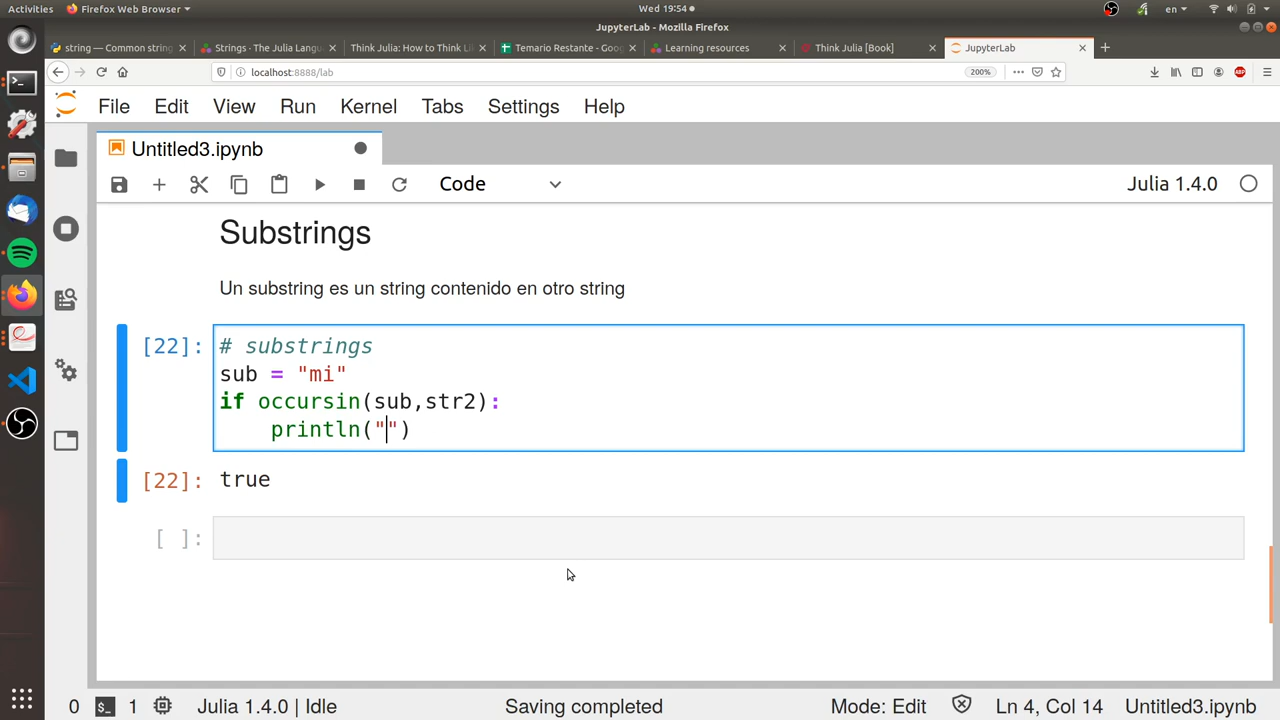 Activities Firefox Web Browser Wed 19:54 en
JupyterLab - Mozilla Firefox
string — Common string Strings · The Julia Langu Think Julia: How to Think Li Temario Restante - Goog Learning resources Think Julia [Book] JupyterLab
localhost:8888/lab 200%
File Edit View Run Kernel Tabs Settings Help
Untitled3.ipynb
Code Julia 1.4.0
Substrings
Un substring es un string contenido en otro string
[22]: # substrings
sub = "mi"
if occursin(sub,str2):
println("")
[22]: true
[ ]:
0 1 Julia 1.4.0 | Idle Saving completed Mode: Edit Ln 4, Col 14 Untitled3.ipynb